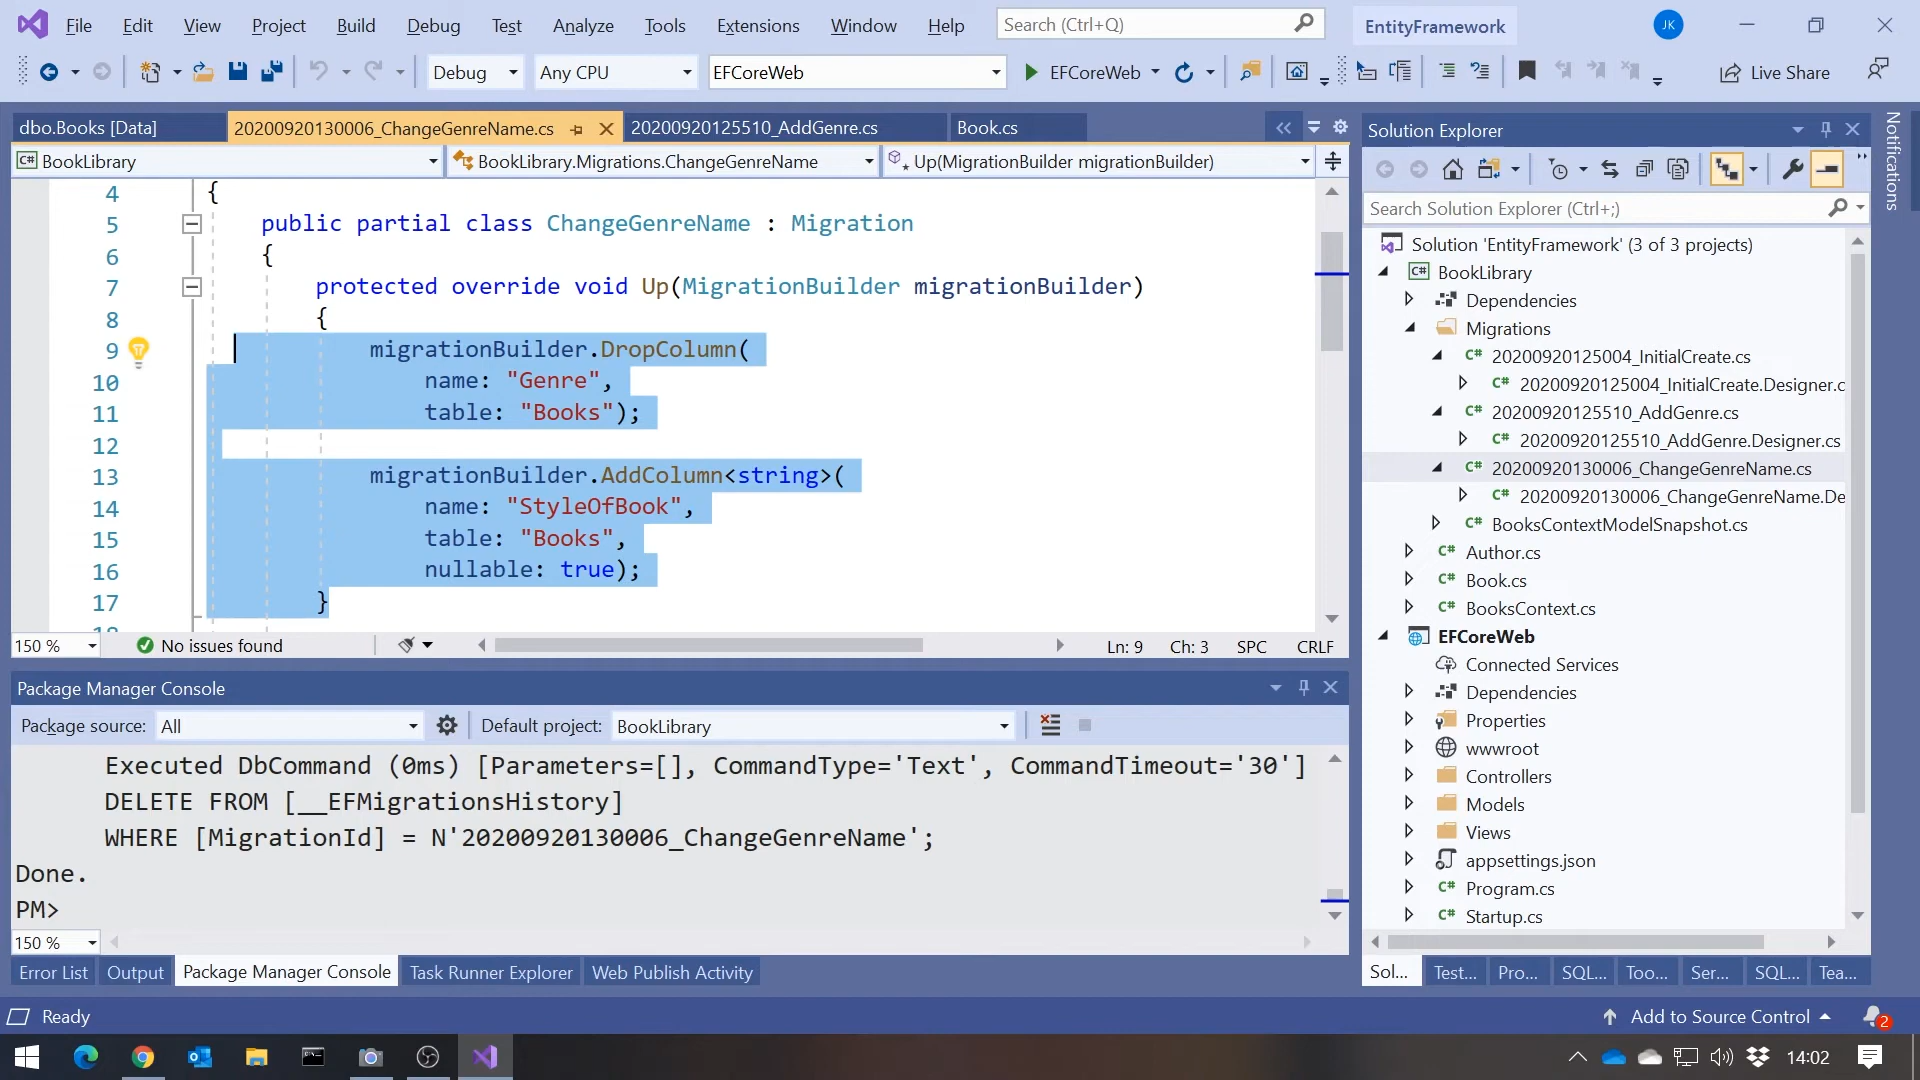 File Edit View Project Build Debug Test Analyze Tools Extensions Window Help Search (Ctrl+Q) EntityFramework JK
Debug Any CPU EFCoreWeb EFCoreWeb Live Share
dbo.Books [Data] 20200920130006_ChangeGenreName.cs 20200920125510_AddGenre.cs Book.cs
C# BookLibrary BookLibrary.Migrations.ChangeGenreName Up(MigrationBuilder migrationBuilder)
4 {
5 public partial class ChangeGenreName : Migration
6 {
7 protected override void Up(MigrationBuilder migrationBuilder)
8 {
9 migrationBuilder.DropColumn(
10 name: "Genre",
11 table: "Books");
12
13 migrationBuilder.AddColumn<string>(
14 name: "StyleOfBook",
15 table: "Books",
16 nullable: true);
17 }
150 % No issues found Ln: 9 Ch: 3 SPC CRLF
Package Manager Console
Package source: All Default project: BookLibrary
Executed DbCommand (0ms) [Parameters=[], CommandType='Text', CommandTimeout='30']
DELETE FROM [__EFMigrationsHistory]
WHERE [MigrationId] = N'20200920130006_ChangeGenreName';
Done.
PM>
150 %
Error List Output Package Manager Console Task Runner Explorer Web Publish Activity
Solution Explorer
Search Solution Explorer (Ctrl+;)
Solution 'EntityFramework' (3 of 3 projects)
C# BookLibrary
Dependencies
Migrations
C# 20200920125004_InitialCreate.cs
C# 20200920125004_InitialCreate.Designer.c
C# 20200920125510_AddGenre.cs
C# 20200920125510_AddGenre.Designer.cs
C# 20200920130006_ChangeGenreName.cs
C# 20200920130006_ChangeGenreName.De
C# BooksContextModelSnapshot.cs
C# Author.cs
C# Book.cs
C# BooksContext.cs
EFCoreWeb
Connected Services
Dependencies
Properties
wwwroot
Controllers
Models
Views
appsettings.json
C# Program.cs
C# Startup.cs
Sol... Test... Pro... SQL... Too... Ser... SQL... Tea...
Notifications
Ready Add to Source Control 2
14:02